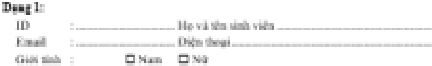 Dạng 1:
ID : ........................ Họ và tên sinh viên ........................
Email : ........................ Điện thoại ........................
Giới tính : ☐ Nam ☐ Nữ